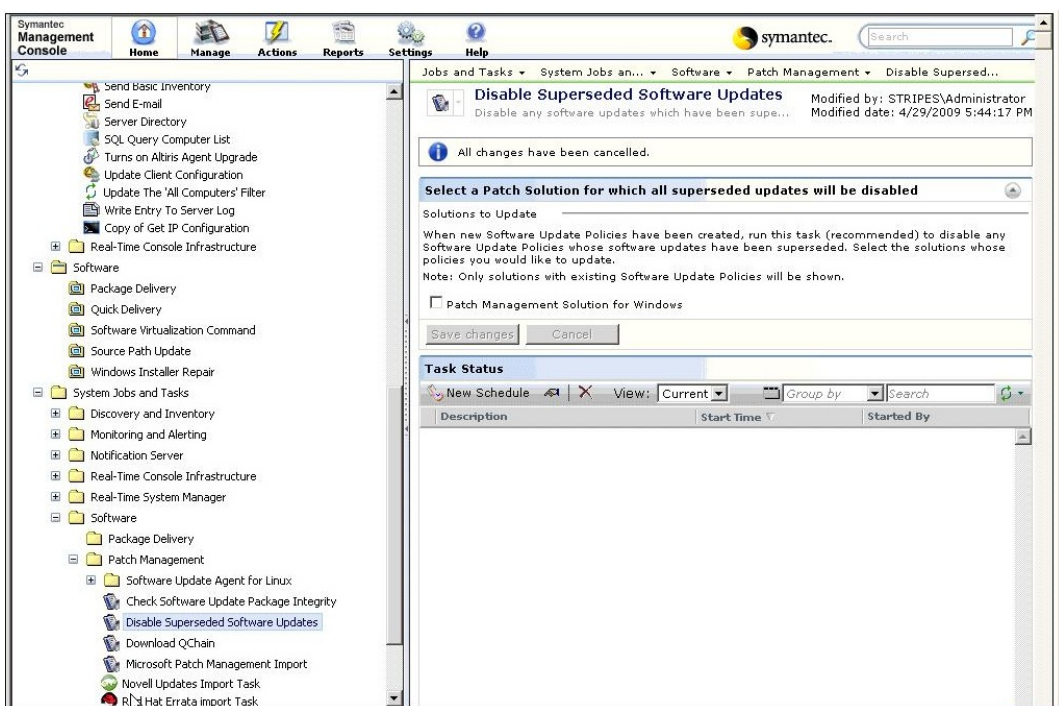 Symantec
Management
Console
Home
Manage
Actions
Reports
Settings
Help
symantec.
Search
Send Basic Inventory
Send E-mail
Server Directory
SQL Query Computer List
Turns on Altiris Agent Upgrade
Update Client Configuration
Update The 'All Computers' Filter
Write Entry To Server Log
Copy of Get IP Configuration
Real-Time Console Infrastructure
Software
Package Delivery
Quick Delivery
Software Virtualization Command
Source Path Update
Windows Installer Repair
System Jobs and Tasks
Discovery and Inventory
Monitoring and Alerting
Notification Server
Real-Time Console Infrastructure
Real-Time System Manager
Software
Package Delivery
Patch Management
Software Update Agent for Linux
Check Software Update Package Integrity
Disable Superseded Software Updates
Download QChain
Microsoft Patch Management Import
Novell Updates Import Task
Hat Errata import Task
Jobs and Tasks System Jobs an... Software Patch Management Disable Supersed...
Disable Superseded Software Updates
Disable any software updates which have been supe...
Modified by: STRIPES\Administrator
Modified date: 4/29/2009 5:44:17 PM
All changes have been cancelled.
Select a Patch Solution for which all superseded updates will be disabled
Solutions to Update
When new Software Update Policies have been created, run this task (recommended) to disable any
Software Update Policies whose software updates have been superseded. Select the solutions whose
policies you would like to update.
Note: Only solutions with existing Software Update Policies will be shown.
Patch Management Solution for Windows
Save changes Cancel
Task Status
New Schedule View: Current Group by Search
Description Start Time Started By